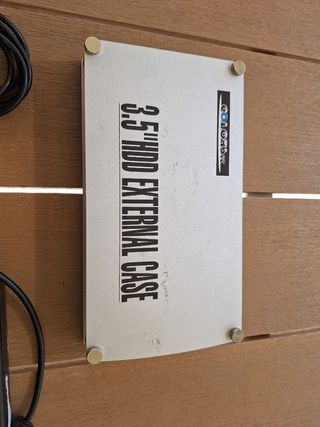 3.5"HDD EXTERNAL CASE